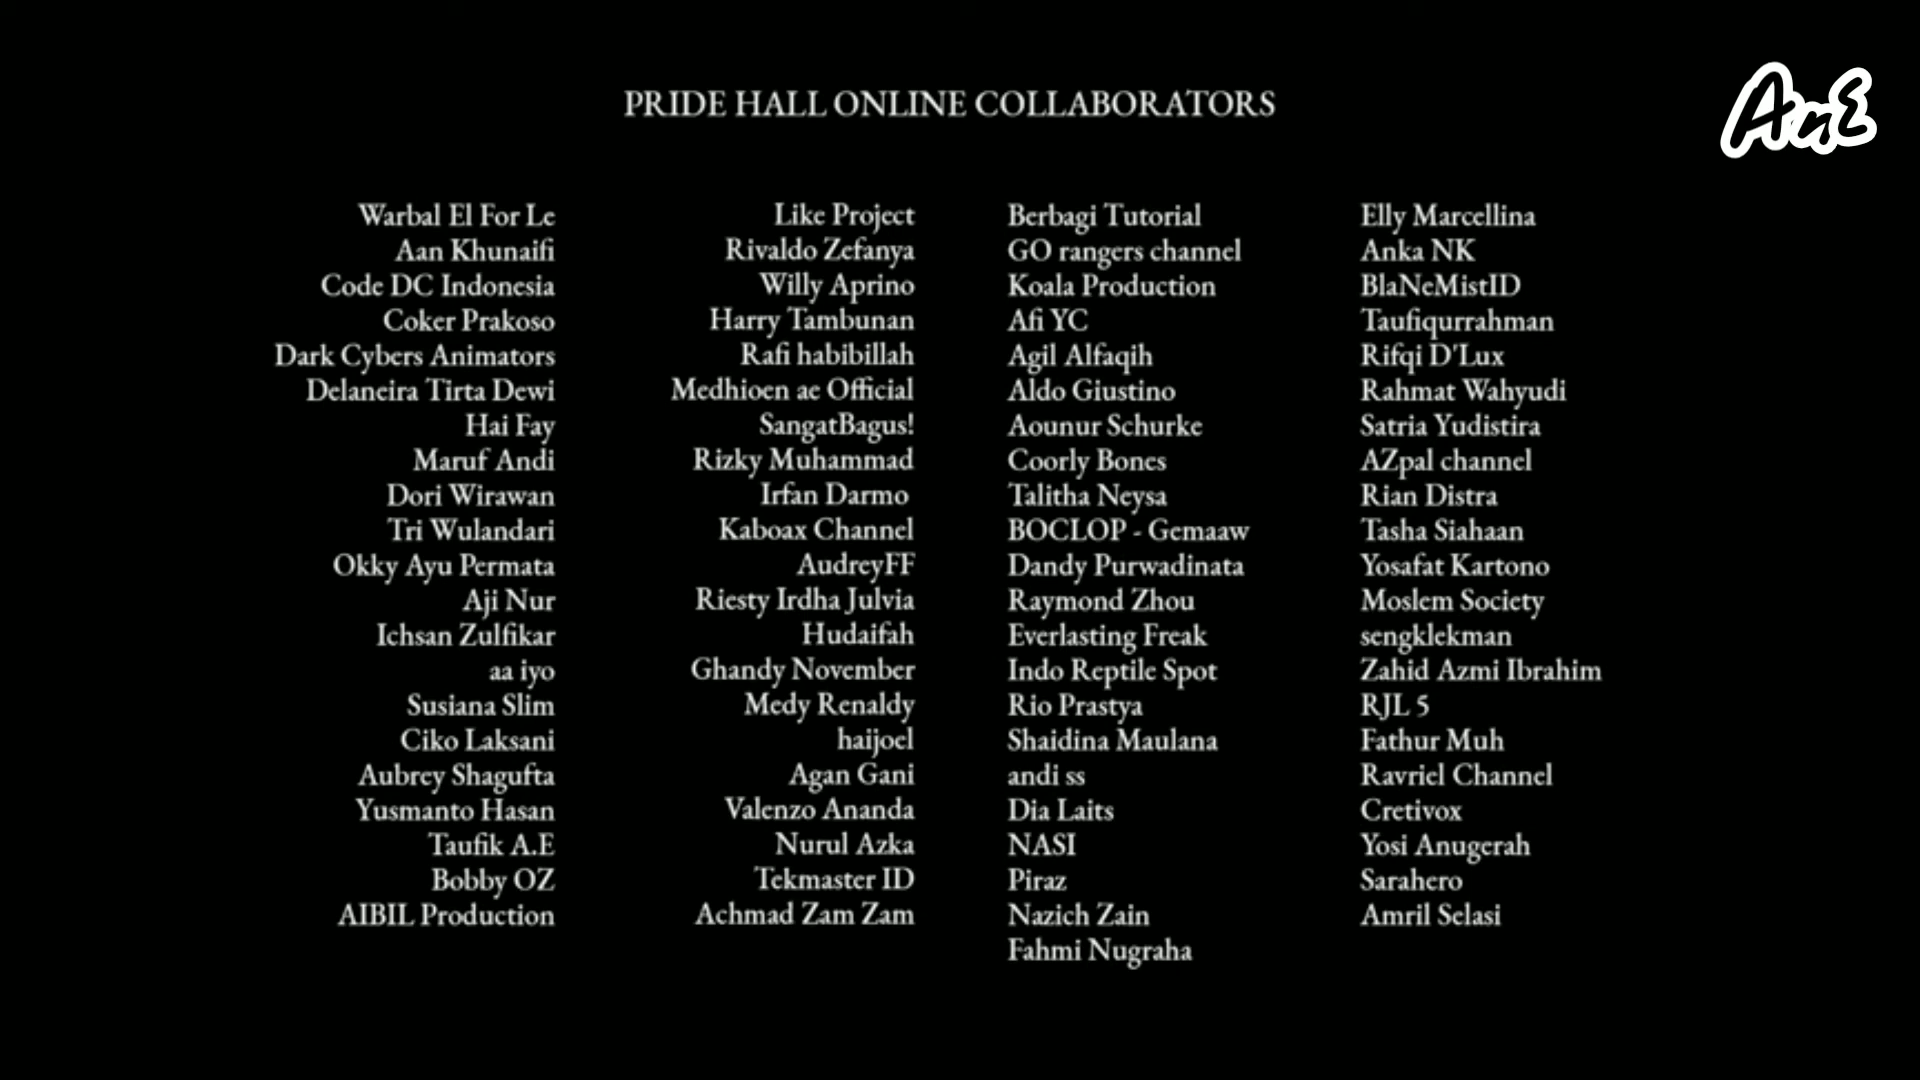 PRIDE HALL ONLINE COLLABORATORS
AnE
Warbal El For Le
Aan Khunaifi
Code DC Indonesia
Coker Prakoso
Dark Cybers Animators
Delaneira Tirta Dewi
Hai Fay
Maruf Andi
Dori Wirawan
Tri Wulandari
Okky Ayu Permata
Aji Nur
Ichsan Zulfikar
aa iyo
Susiana Slim
Ciko Laksani
Aubrey Shagufta
Yusmanto Hasan
Taufik A.E
Bobby OZ
AIBIL Production
Like Project
Rivaldo Zefanya
Willy Aprino
Harry Tambunan
Rafi habibillah
Medhioen ae Official
SangatBagus!
Rizky Muhammad
Irfan Darmo
Kaboax Channel
AudreyFF
Riesty Irdha Julvia
Hudaifah
Ghandy November
Medy Renaldy
haijoel
Agan Gani
Valenzo Ananda
Nurul Azka
Tekmaster ID
Achmad Zam Zam
Berbagi Tutorial
GO rangers channel
Koala Production
Afi YC
Agil Alfaqih
Aldo Giustino
Aounur Schurke
Coorly Bones
Talitha Neysa
BOCLOP - Gemaaw
Dandy Purwadinata
Raymond Zhou
Everlasting Freak
Indo Reptile Spot
Rio Prastya
Shaidina Maulana
andi ss
Dia Laits
NASI
Piraz
Nazich Zain
Fahmi Nugraha
Elly Marcellina
Anka NK
BlaNeMistID
Taufiqurrahman
Rifqi D'Lux
Rahmat Wahyudi
Satria Yudistira
AZpal channel
Rian Distra
Tasha Siahaan
Yosafat Kartono
Moslem Society
sengklekman
Zahid Azmi Ibrahim
RJL 5
Fathur Muh
Ravriel Channel
Cretivox
Yosi Anugerah
Sarahero
Amril Selasi